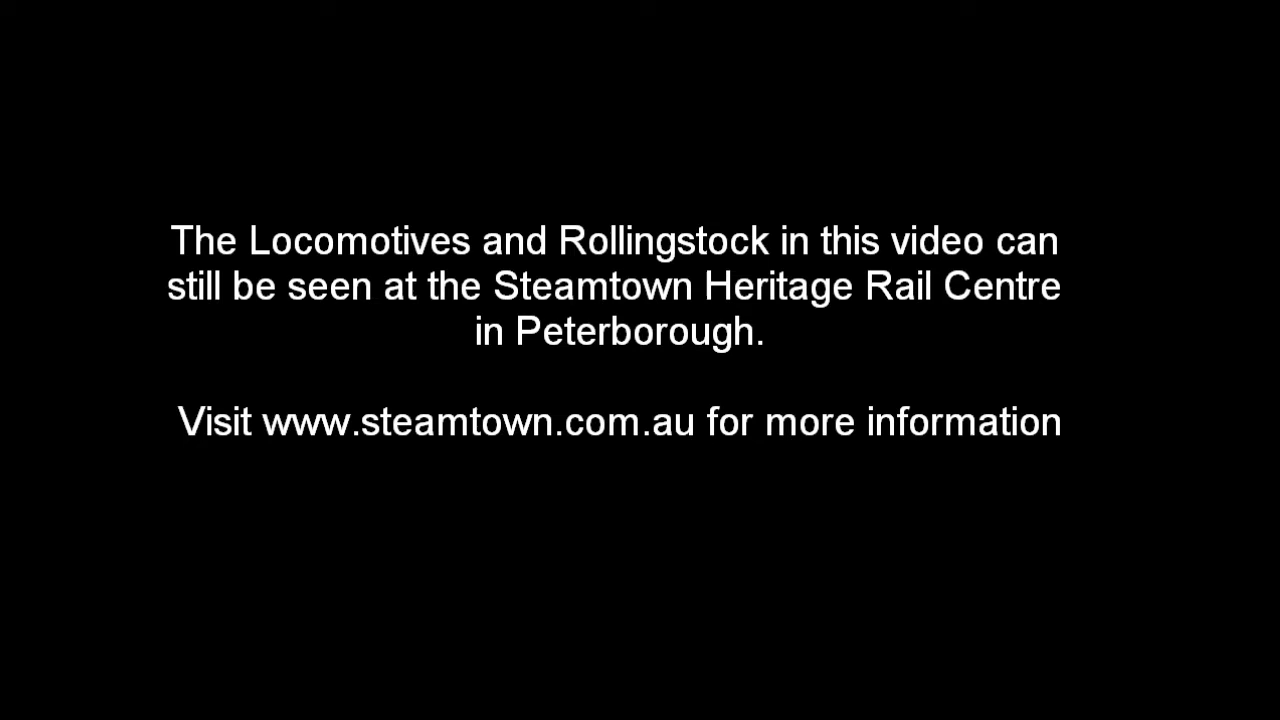 The Locomotives and Rollingstock in this video can
still be seen at the Steamtown Heritage Rail Centre
in Peterborough.
Visit www.steamtown.com.au for more information